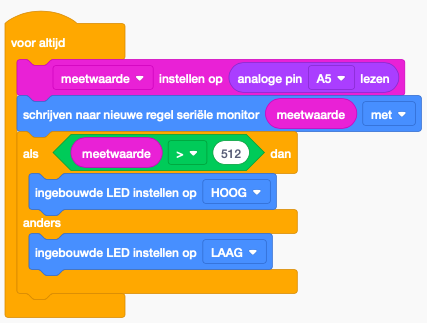 voor altijd
meetwaarde instellen op analoge pin A5 lezen
schrijven naar nieuwe regel seriële monitor meetwaarde met
als meetwaarde > 512 dan
ingebouwde LED instellen op HOOG
anders
ingebouwde LED instellen op LAAG